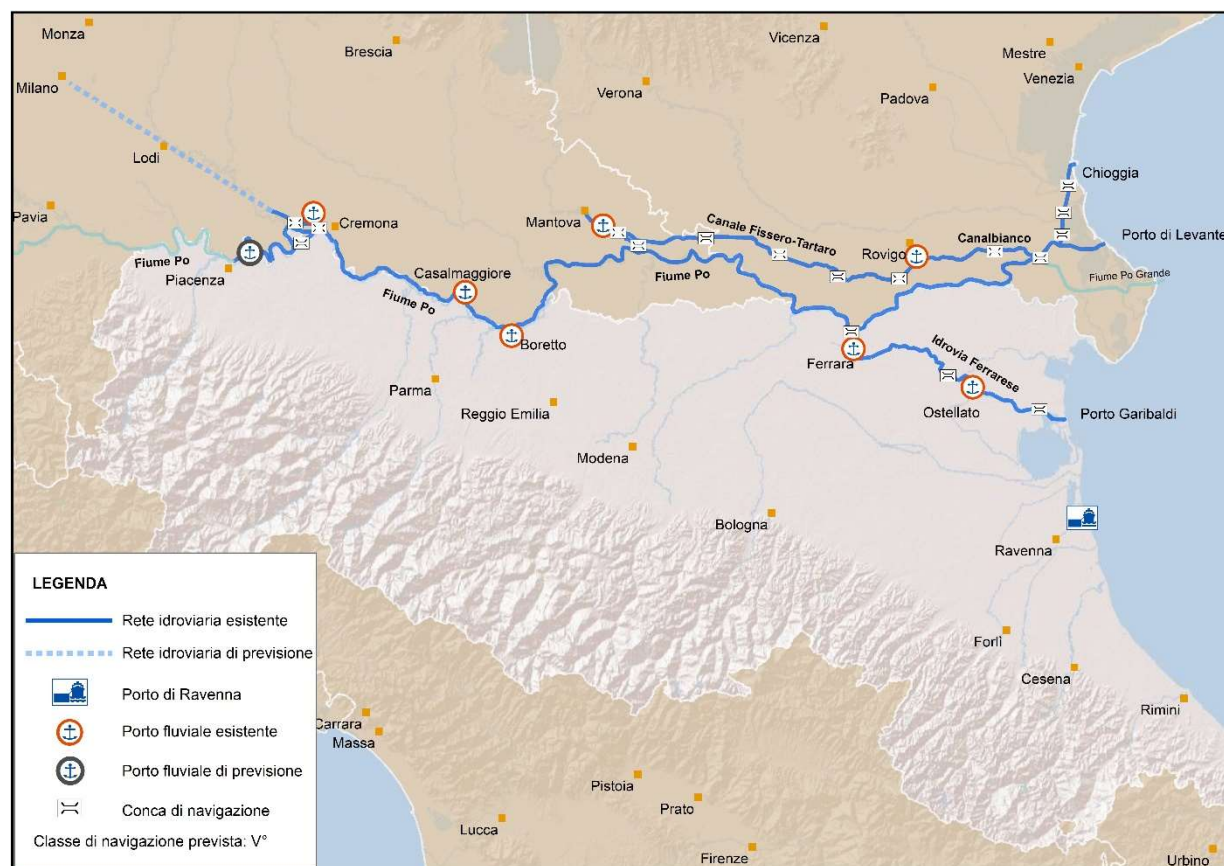 Monza
Brescia
Vicenza
Mestre
Milano
Verona
Padova
Venezia
Lodi
Chioggia
Pavia
Cremona
Mantova
Canale Fissero-Tartaro
Rovigo
Canalbianco
Porto di Levante
Fiume Po
Piacenza
Casalmaggiore
Fiume Po
Fiume Po
Fiume Po Grande
Boretto
Ferrara
Idrovia Ferrarese
Parma
Reggio Emilia
Ostellato
Porto Garibaldi
Modena
Bologna
Ravenna
Forlì
Cesena
Rimini
Carrara
Massa
Pistoia
Prato
Lucca
Firenze
Urbino
LEGENDA
Rete idroviaria esistente
Rete idroviaria di previsione
Porto di Ravenna
Porto fluviale esistente
Porto fluviale di previsione
Conca di navigazione
Classe di navigazione prevista: V°